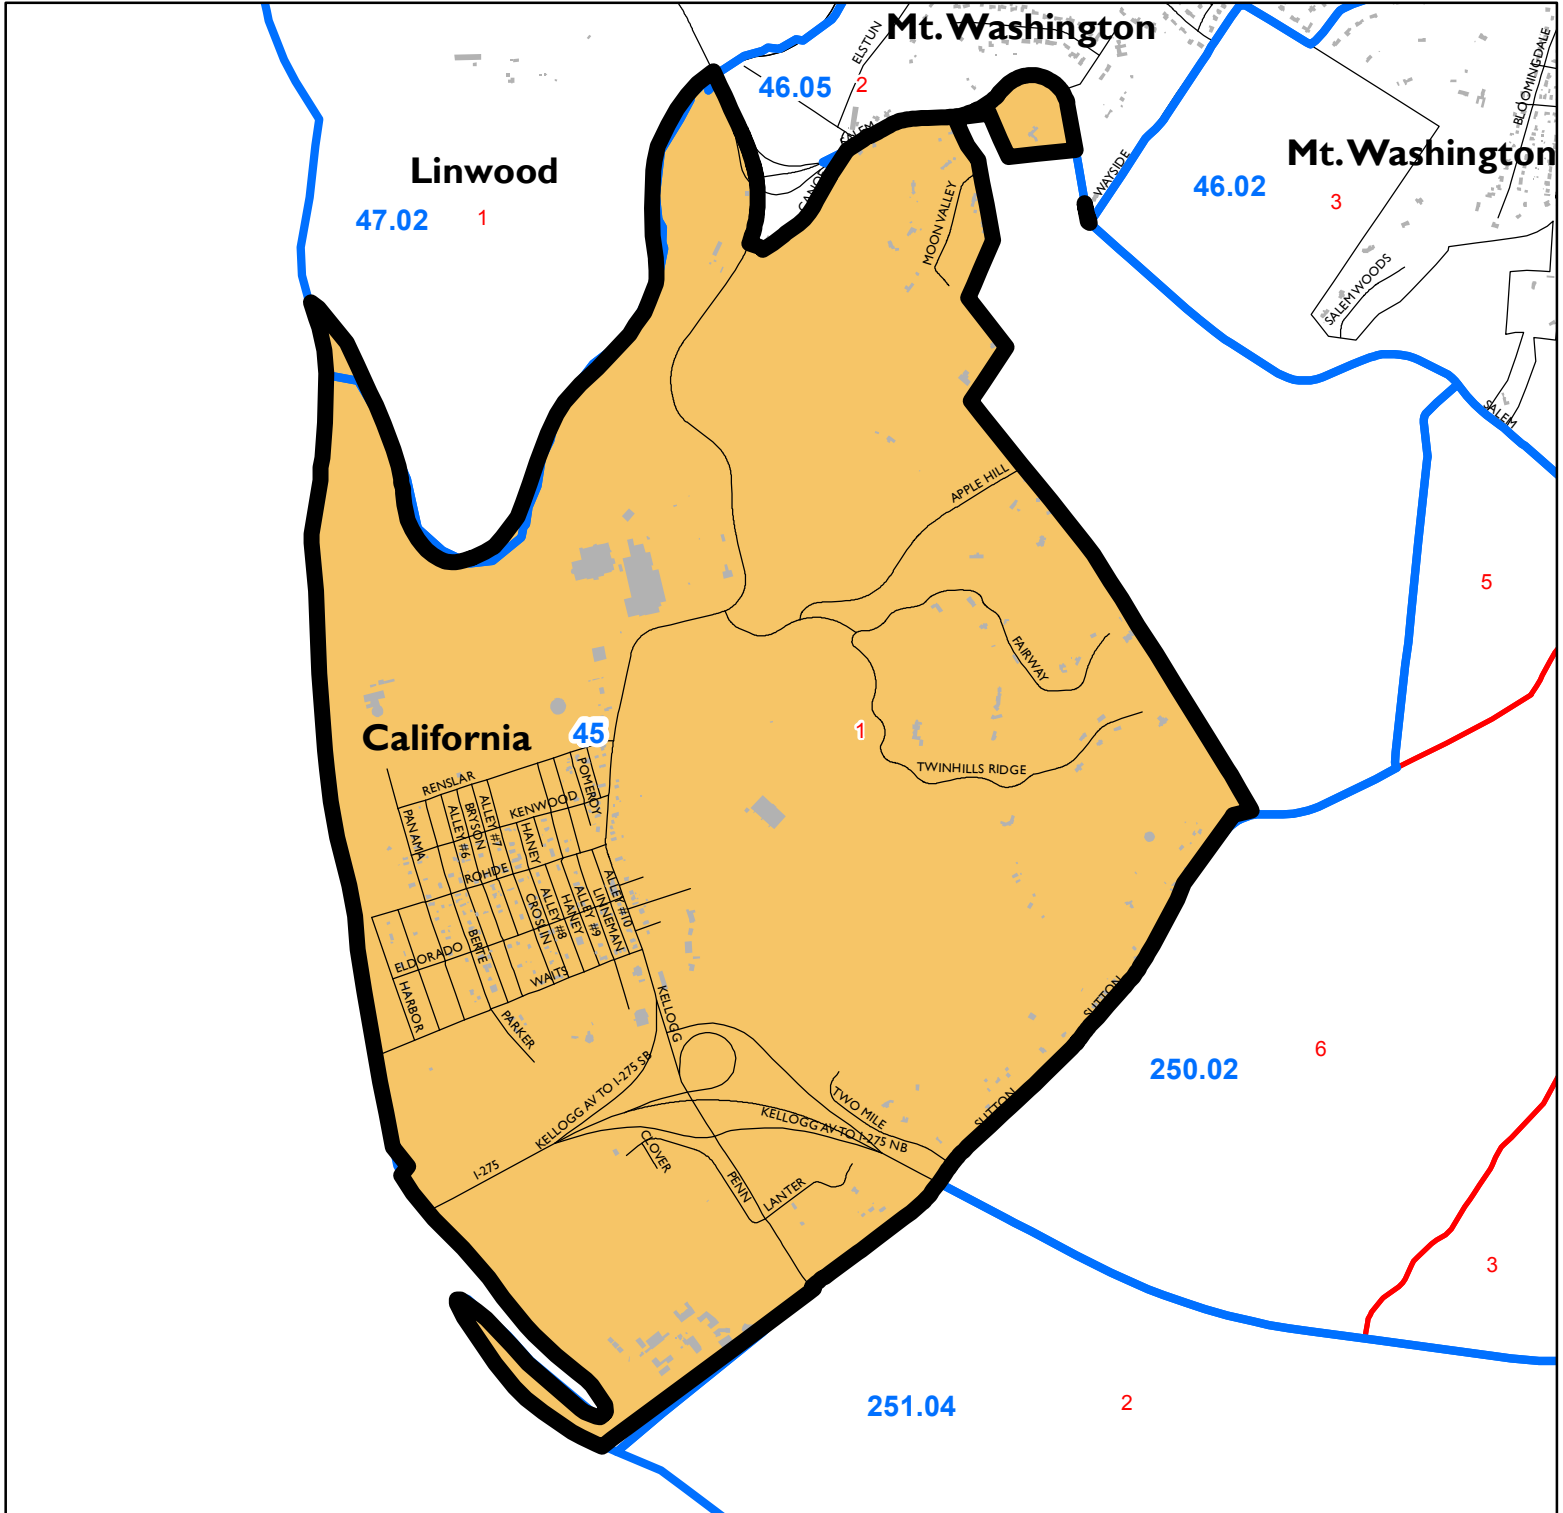 Mt. Washington
ELSTUN
46.05
2
BLOOMINGDALE
SALEM
Mt. Washington
Linwood
WAYSIDE
46.02
3
47.02
1
CANOE
MOON VALLEY
SALEM WOODS
SALEM
APPLE HILL
5
FAIRWAY
California
45
1
TWINHILLS RIDGE
RENSLAR
POMEROY
KENWOOD
PANAMA
ALLEY #6
BRYSON
ALLEY #7
HANEY
ROHDE
CROSLIN
ALLEY #8
HANEY
ALLEY #9
LINNEMAN
ALLEY #10
BERTE
ELDORADO
WAITS
HARBOR
PARKER
KELLOGG
SUTTON
6
250.02
KELLOGG AV TO I-275 SB
TWO MILE
SUTTON
KELLOGG AV TO I-275 NB
CLOVER
I-275
PENN
LANTER
3
251.04
2